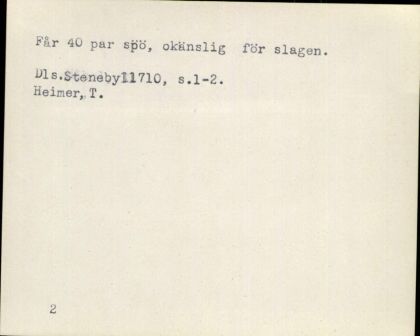 Får 40 par spö, okänslig för slagen.
Dls.Steneby11710, s.1-2.
Heimer, T.
2